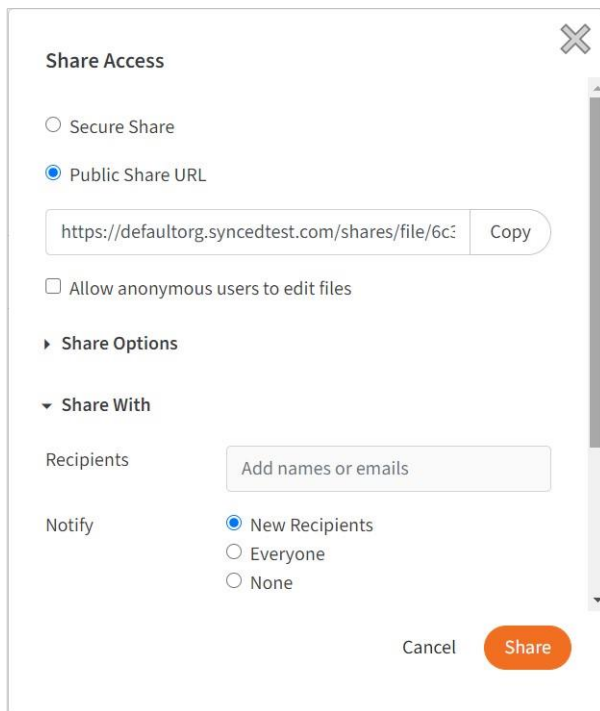 Share Access
Secure Share
Public Share URL
https://defaultorg.syncedtest.com/shares/file/6c3 Copy
Allow anonymous users to edit files
Share Options
Share With
Recipients Add names or emails
Notify New Recipients
Everyone
None
Cancel Share